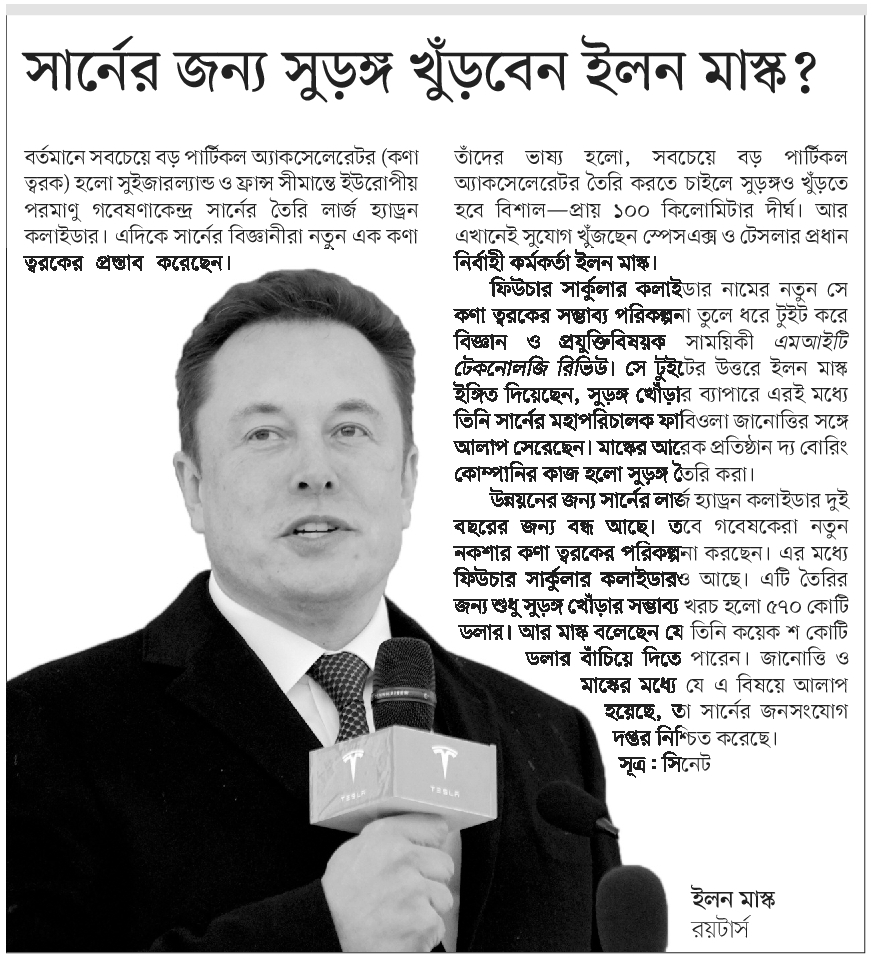 সার্নের জন্য সুড়ঙ্গ খুঁড়বেন ইলন মাস্ক?
বর্তমানে সবচেয়ে বড় পার্টিকল অ্যাকসেলেরেটর (কণা
ত্বরক) হলো সুইজারল্যান্ড ও ফ্রান্স সীমান্তে ইউরোপীয়
পরমাণু গবেষণাকেন্দ্র সার্নের তৈরি লার্জ হ্যাড্রন
কলাইডার। এদিকে সার্নের বিজ্ঞানীরা নতুন এক কণা
ত্বরকের প্রস্তাব করেছেন।
তাঁদের ভাষ্য হলো, সবচেয়ে বড় পার্টিকল
অ্যাকসেলেরেটর তৈরি করতে চাইলে সুড়ঙ্গও খুঁড়তে
হবে বিশাল—প্রায় ১০০ কিলোমিটার দীর্ঘ। আর
এখানেই সুযোগ খুঁজছেন স্পেসএক্স ও টেসলার প্রধান
নির্বাহী কর্মকর্তা ইলন মাস্ক।
ফিউচার সার্কুলার কলাইডার নামের নতুন সে
কণা ত্বরকের সম্ভাব্য পরিকল্পনা তুলে ধরে টুইট করে
বিজ্ঞান ও প্রযুক্তিবিষয়ক সাময়িকী এমআইটি
টেকনোলজি রিভিউ। সে টুইটের উত্তরে ইলন মাস্ক
ইঙ্গিত দিয়েছেন, সুড়ঙ্গ খোঁড়ার ব্যাপারে এরই মধ্যে
তিনি সার্নের মহাপরিচালক ফাবিওলা জানোত্তির সঙ্গে
আলাপ সেরেছেন। মাস্কের আরেক প্রতিষ্ঠান দ্য বোরিং
কোম্পানির কাজ হলো সুড়ঙ্গ তৈরি করা।
উন্নয়নের জন্য সার্নের লার্জ হ্যাড্রন কলাইডার দুই
বছরের জন্য বন্ধ আছে। তবে গবেষকেরা নতুন
নকশার কণা ত্বরকের পরিকল্পনা করছেন। এর মধ্যে
ফিউচার সার্কুলার কলাইডারও আছে। এটি তৈরির
জন্য শুধু সুড়ঙ্গ খোঁড়ার সম্ভাব্য খরচ হলো ৫৭০ কোটি
ডলার। আর মাস্ক বলেছেন যে তিনি কয়েক শ কোটি
ডলার বাঁচিয়ে দিতে পারেন। জানোত্তি ও
মাস্কের মধ্যে যে এ বিষয়ে আলাপ
হয়েছে, তা সার্নের জনসংযোগ
দপ্তর নিশ্চিত করেছে।
সূত্র : সিনেট
TESLA
TESLA
ইলন মাস্ক
রয়টার্স